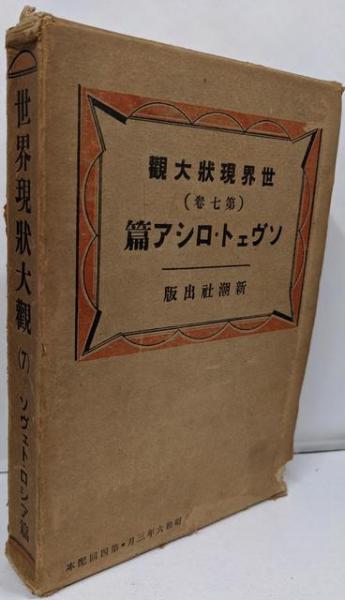 世界現狀大觀
(第七卷)
ソヴェト・ロシア篇
新潮社出版
昭和六年三月・第四回配本
世界現狀大觀 (7) ソヴェト・ロシア篇